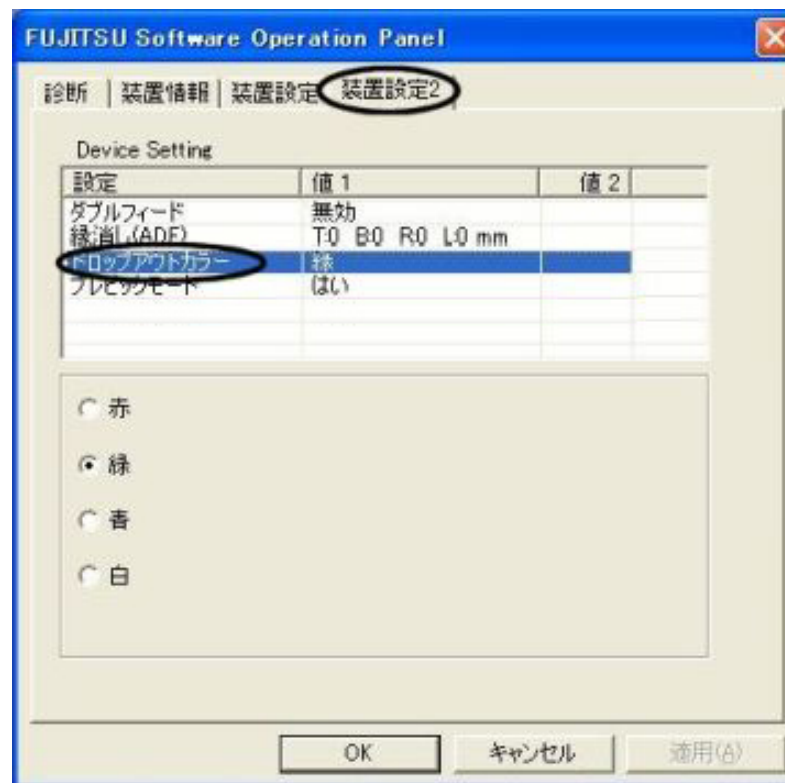 FUJITSU Software Operation Panel
診断 装置情報 装置設定 装置設定2
Device Setting
設定 値 1 値 2
ダブルフィード 無効
縁消し(ADF) T:0 B:0 R:0 L:0 mm
ドロップアウトカラー 緑
プレピックモード はい
赤
緑
青
白
OK キャンセル 適用(A)